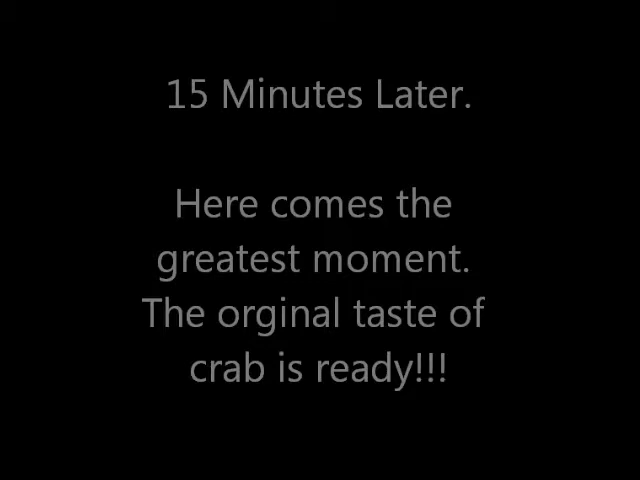 15 Minutes Later.
Here comes the
greatest moment.
The orginal taste of
crab is ready!!!